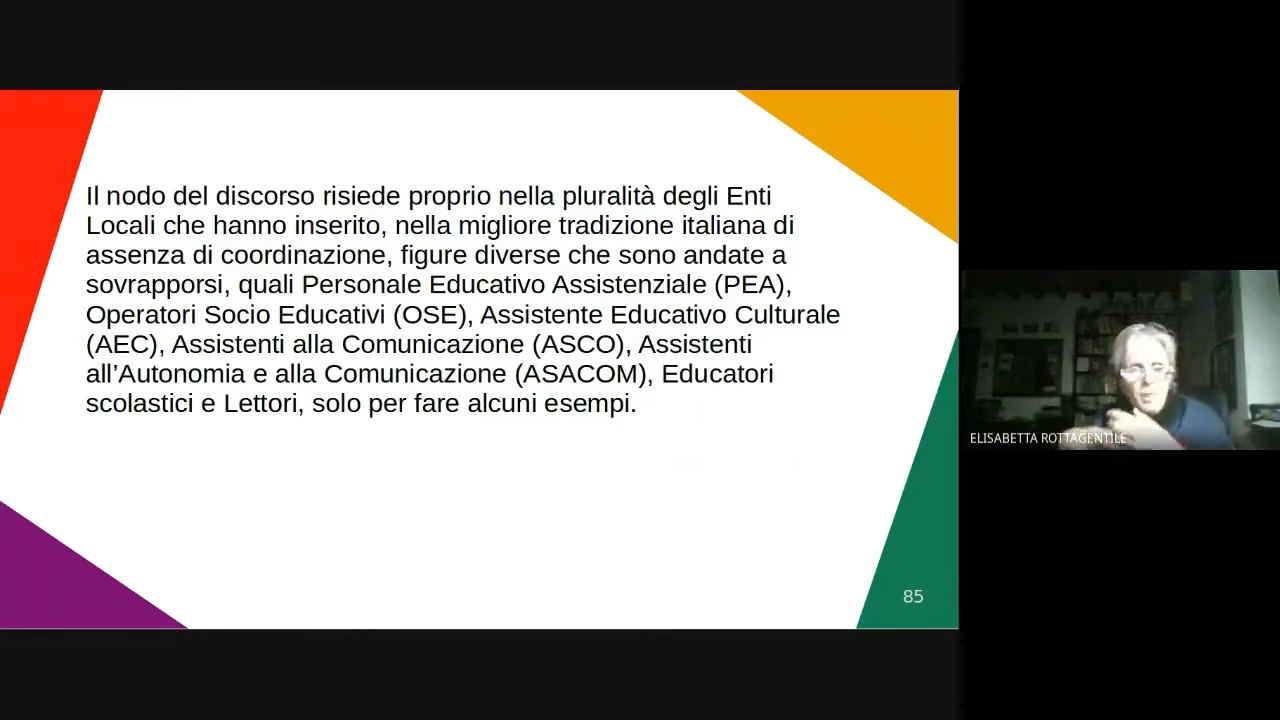 Il nodo del discorso risiede proprio nella pluralità degli Enti
Locali che hanno inserito, nella migliore tradizione italiana di
assenza di coordinazione, figure diverse che sono andate a
sovrapporsi, quali Personale Educativo Assistenziale (PEA),
Operatori Socio Educativi (OSE), Assistente Educativo Culturale
(AEC), Assistenti alla Comunicazione (ASCO), Assistenti
all’Autonomia e alla Comunicazione (ASACOM), Educatori
scolastici e Lettori, solo per fare alcuni esempi.
85
ELISABETTA ROTTAGENTILE